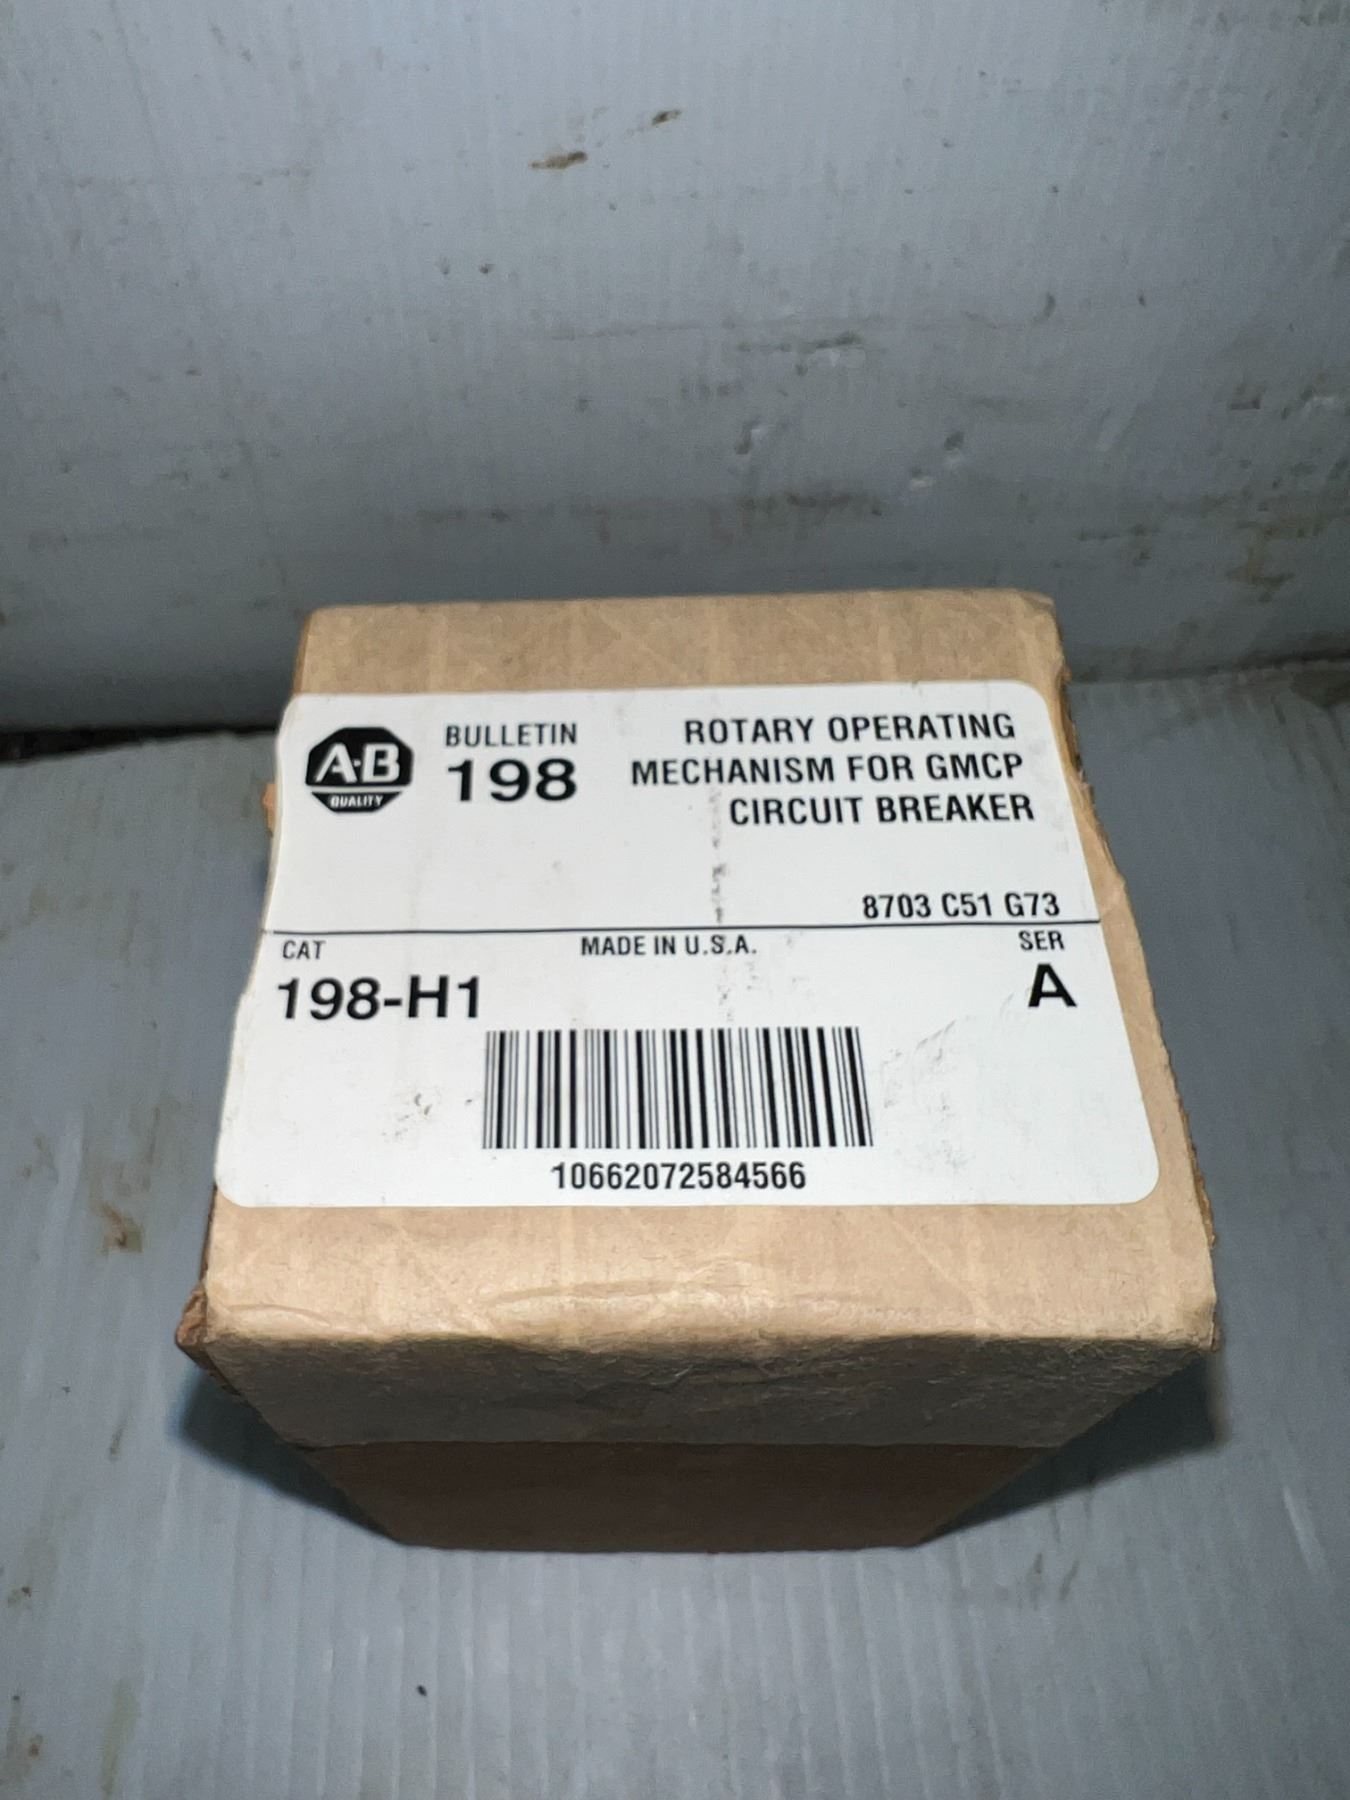 A-B
QUALITY
BULLETIN
198
ROTARY OPERATING
MECHANISM FOR GMCP
CIRCUIT BREAKER
8703 C51 G73
CAT
MADE IN U.S.A.
SER
198-H1
A
10662072584566